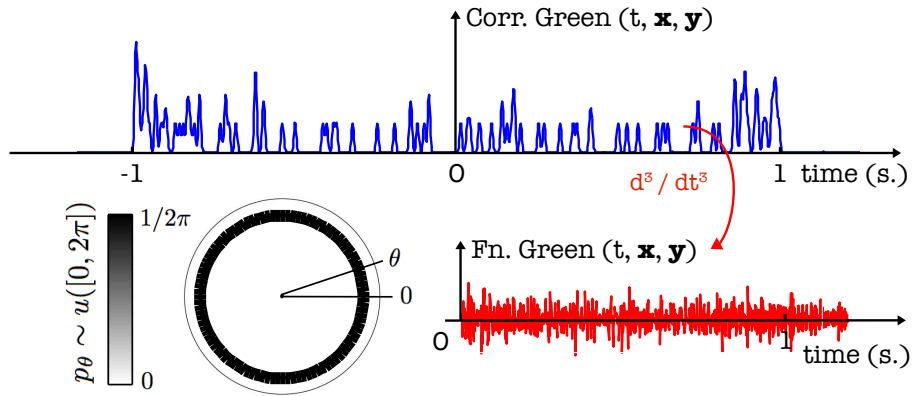 Corr. Green (t, x, y)
-1
0
1
time (s.)
d³ / dt³
p_θ ∼ u([0, 2π])
1/2π
0
θ
0
Fn. Green (t, x, y)
0
1
time (s.)